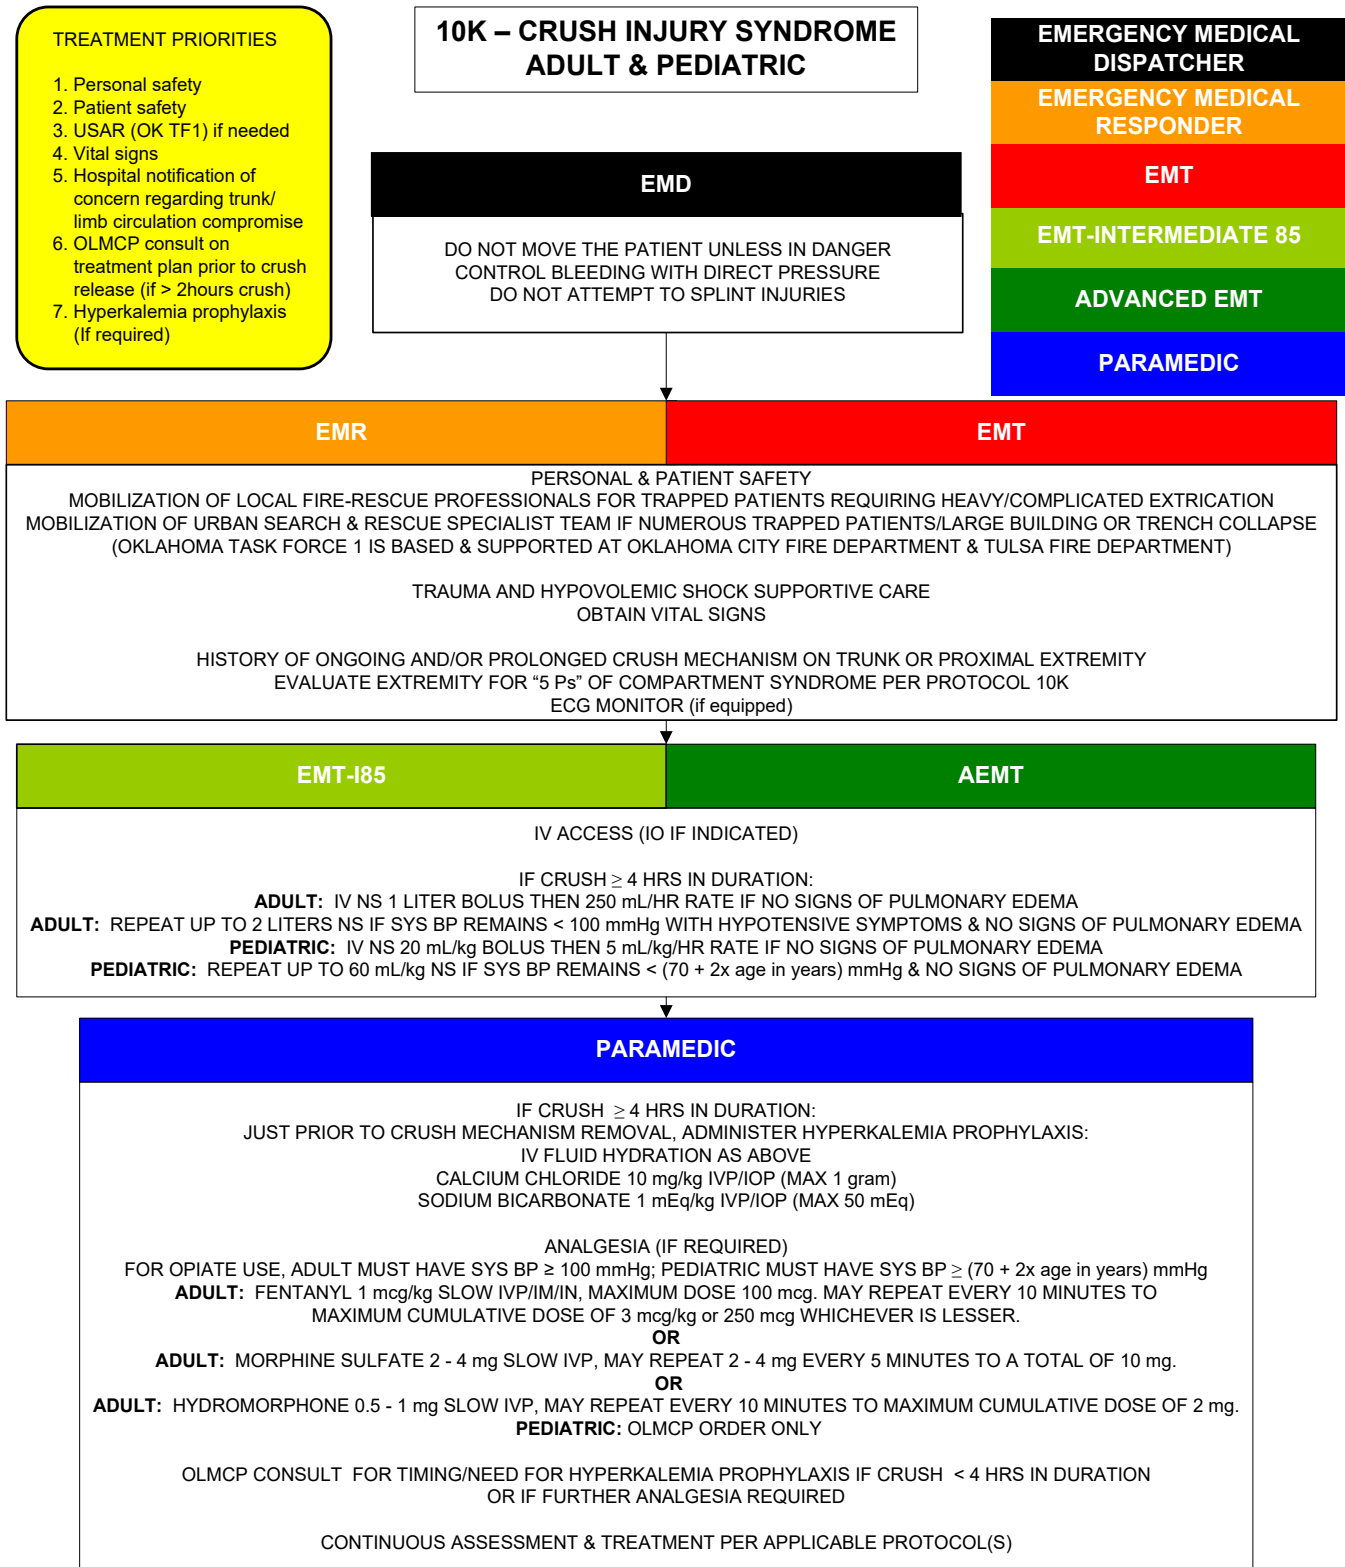 TREATMENT PRIORITIES
1. Personal safety
2. Patient safety
3. USAR (OK TF1) if needed
4. Vital signs
5. Hospital notification of
concern regarding trunk/
limb circulation compromise
6. OLMCP consult on
treatment plan prior to crush
release (if > 2hours crush)
7. Hyperkalemia prophylaxis
(If required)
10K – CRUSH INJURY SYNDROME
ADULT & PEDIATRIC
EMERGENCY MEDICAL
DISPATCHER
EMERGENCY MEDICAL
RESPONDER
EMT
EMT-INTERMEDIATE 85
ADVANCED EMT
PARAMEDIC
EMD
DO NOT MOVE THE PATIENT UNLESS IN DANGER
CONTROL BLEEDING WITH DIRECT PRESSURE
DO NOT ATTEMPT TO SPLINT INJURIES
EMR
EMT
PERSONAL & PATIENT SAFETY
MOBILIZATION OF LOCAL FIRE-RESCUE PROFESSIONALS FOR TRAPPED PATIENTS REQUIRING HEAVY/COMPLICATED EXTRICATION
MOBILIZATION OF URBAN SEARCH & RESCUE SPECIALIST TEAM IF NUMEROUS TRAPPED PATIENTS/LARGE BUILDING OR TRENCH COLLAPSE
(OKLAHOMA TASK FORCE 1 IS BASED & SUPPORTED AT OKLAHOMA CITY FIRE DEPARTMENT & TULSA FIRE DEPARTMENT)
TRAUMA AND HYPOVOLEMIC SHOCK SUPPORTIVE CARE
OBTAIN VITAL SIGNS
HISTORY OF ONGOING AND/OR PROLONGED CRUSH MECHANISM ON TRUNK OR PROXIMAL EXTREMITY
EVALUATE EXTREMITY FOR “5 Ps” OF COMPARTMENT SYNDROME PER PROTOCOL 10K
ECG MONITOR (if equipped)
EMT-I85
AEMT
IV ACCESS (IO IF INDICATED)
IF CRUSH ≥ 4 HRS IN DURATION:
ADULT: IV NS 1 LITER BOLUS THEN 250 mL/HR RATE IF NO SIGNS OF PULMONARY EDEMA
ADULT: REPEAT UP TO 2 LITERS NS IF SYS BP REMAINS < 100 mmHg WITH HYPOTENSIVE SYMPTOMS & NO SIGNS OF PULMONARY EDEMA
PEDIATRIC: IV NS 20 mL/kg BOLUS THEN 5 mL/kg/HR RATE IF NO SIGNS OF PULMONARY EDEMA
PEDIATRIC: REPEAT UP TO 60 mL/kg NS IF SYS BP REMAINS < (70 + 2x age in years) mmHg & NO SIGNS OF PULMONARY EDEMA
PARAMEDIC
IF CRUSH ≥ 4 HRS IN DURATION:
JUST PRIOR TO CRUSH MECHANISM REMOVAL, ADMINISTER HYPERKALEMIA PROPHYLAXIS:
IV FLUID HYDRATION AS ABOVE
CALCIUM CHLORIDE 10 mg/kg IVP/IOP (MAX 1 gram)
SODIUM BICARBONATE 1 mEq/kg IVP/IOP (MAX 50 mEq)
ANALGESIA (IF REQUIRED)
FOR OPIATE USE, ADULT MUST HAVE SYS BP ≥ 100 mmHg; PEDIATRIC MUST HAVE SYS BP ≥ (70 + 2x age in years) mmHg
ADULT: FENTANYL 1 mcg/kg SLOW IVP/IM/IN, MAXIMUM DOSE 100 mcg. MAY REPEAT EVERY 10 MINUTES TO
MAXIMUM CUMULATIVE DOSE OF 3 mcg/kg or 250 mcg WHICHEVER IS LESSER.
OR
ADULT: MORPHINE SULFATE 2 - 4 mg SLOW IVP, MAY REPEAT 2 - 4 mg EVERY 5 MINUTES TO A TOTAL OF 10 mg.
OR
ADULT: HYDROMORPHONE 0.5 - 1 mg SLOW IVP, MAY REPEAT EVERY 10 MINUTES TO MAXIMUM CUMULATIVE DOSE OF 2 mg.
PEDIATRIC: OLMCP ORDER ONLY
OLMCP CONSULT FOR TIMING/NEED FOR HYPERKALEMIA PROPHYLAXIS IF CRUSH < 4 HRS IN DURATION
OR IF FURTHER ANALGESIA REQUIRED
CONTINUOUS ASSESSMENT & TREATMENT PER APPLICABLE PROTOCOL(S)